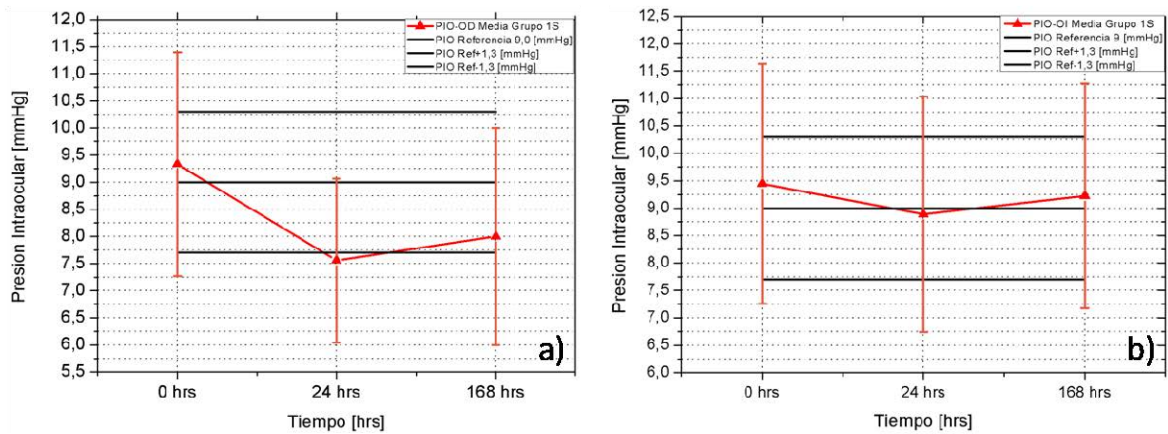 PIO-OD Media Grupo 1S
PIO Referencia 9,0 [mmHg]
PIO Ref+1,3 [mmHg]
PIO Ref-1,3 [mmHg]
12,0
11,5
11,0
10,5
10,0
9,5
9,0
8,5
8,0
7,5
7,0
6,5
6,0
5,5
Presion Intraocular [mmHg]
0 hrs
24 hrs
168 hrs
Tiempo [hrs]
a)
PIO-OI Media Grupo 1S
PIO Referencia 9 [mmHg]
PIO Ref+1,3 [mmHg]
PIO Ref-1,3 [mmHg]
12,5
12,0
11,5
11,0
10,5
10,0
9,5
9,0
8,5
8,0
7,5
7,0
6,5
6,0
Presion Intraocular [mmHg]
0 hrs
24 hrs
168 hrs
Tiempo [hrs]
b)